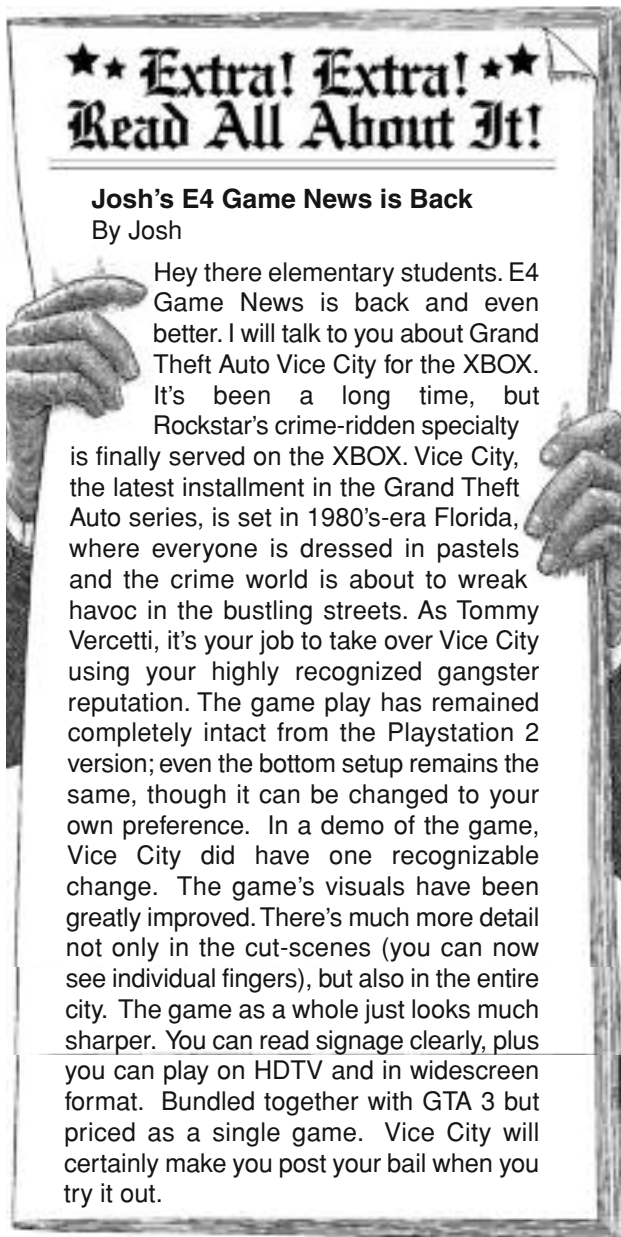 Extra! Extra!
Read All About It!
Josh's E4 Game News is Back
By Josh
Hey there elementary students. E4
Game News is back and even
better. I will talk to you about Grand
Theft Auto Vice City for the XBOX.
It's been a long time, but
Rockstar's crime-ridden specialty
is finally served on the XBOX. Vice City,
the latest installment in the Grand Theft
Auto series, is set in 1980's-era Florida,
where everyone is dressed in pastels
and the crime world is about to wreak
havoc in the bustling streets. As Tommy
Vercetti, it's your job to take over Vice City
using your highly recognized gangster
reputation. The game play has remained
completely intact from the Playstation 2
version; even the bottom setup remains the
same, though it can be changed to your
own preference. In a demo of the game,
Vice City did have one recognizable
change. The game's visuals have been
greatly improved. There's much more detail
not only in the cut-scenes (you can now
see individual fingers), but also in the entire
city. The game as a whole just looks much
sharper. You can read signage clearly, plus
you can play on HDTV and in widescreen
format. Bundled together with GTA 3 but
priced as a single game. Vice City will
certainly make you post your bail when you
try it out.